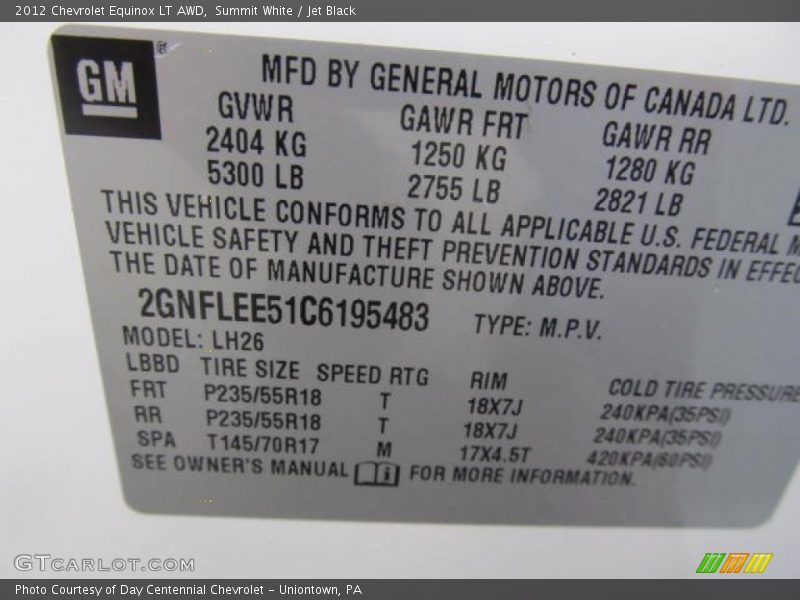 2012 Chevrolet Equinox LT AWD,  Summit White / Jet Black
GM ®
MFD BY GENERAL MOTORS OF CANADA LTD.
GVWR GAWR FRT GAWR RR
2404 KG 1250 KG 1280 KG
5300 LB 2755 LB 2821 LB
THIS VEHICLE CONFORMS TO ALL APPLICABLE U.S. FEDERAL
VEHICLE SAFETY AND THEFT PREVENTION STANDARDS IN EFFEC
THE DATE OF MANUFACTURE SHOWN ABOVE.
2GNFLEE51C6195483 TYPE: M.P.V.
MODEL: LH26
LBBD TIRE SIZE SPEED RTG RIM COLD TIRE PRESSURE
FRT P235/55R18 T 18X7J 240KPA(35PSI)
RR P235/55R18 T 18X7J 240KPA(35PSI)
SPA T145/70R17 M 17X4.5T 420KPA(60PSI)
SEE OWNER'S MANUAL i FOR MORE INFORMATION.
GTCARLOT.COM
Photo Courtesy of Day Centennial Chevrolet - Uniontown, PA